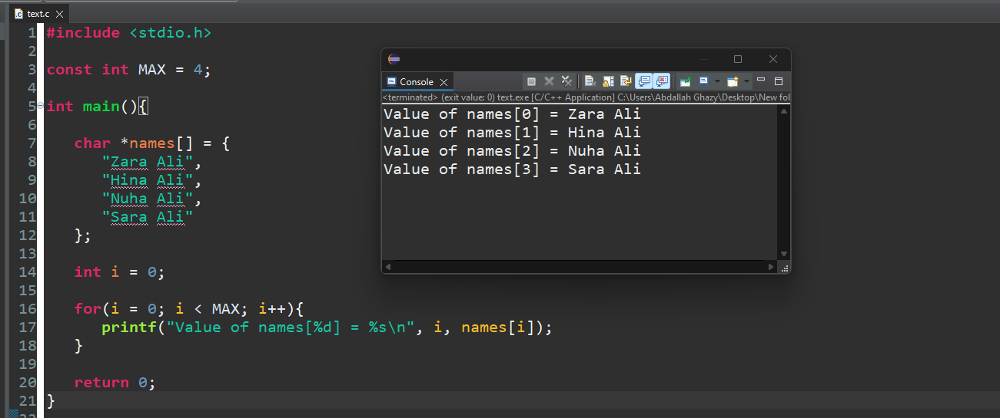 text.c
1 #include <stdio.h>
2
3 const int MAX = 4;
4
5 int main(){
6
7 char *names[] = {
8 "Zara Ali",
9 "Hina Ali",
10 "Nuha Ali",
11 "Sara Ali"
12 };
13
14 int i = 0;
15
16 for(i = 0; i < MAX; i++){
17 printf("Value of names[%d] = %s\n", i, names[i]);
18 }
19
20 return 0;
21 }
22
Console
<terminated> (exit value: 0) text.exe [C/C++ Application] C:\Users\Abdallah Ghazy\Desktop\New fol
Value of names[0] = Zara Ali
Value of names[1] = Hina Ali
Value of names[2] = Nuha Ali
Value of names[3] = Sara Ali